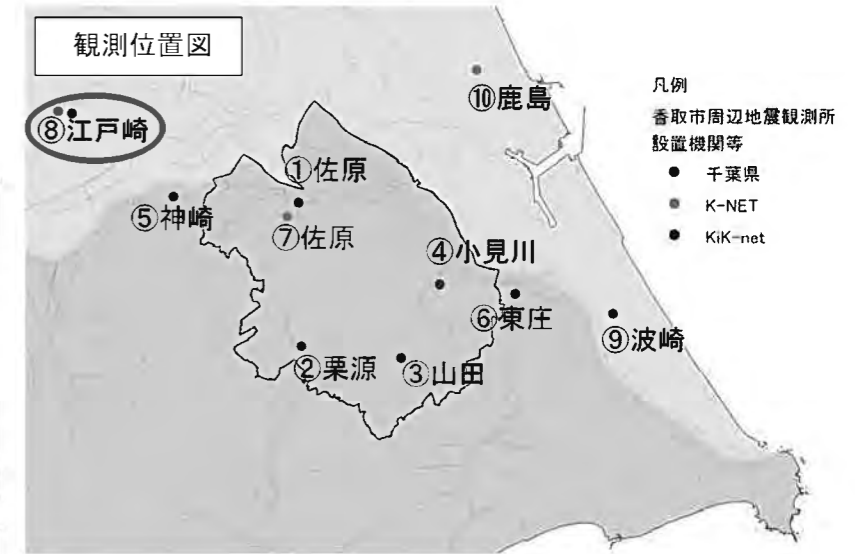 観測位置図
⑩鹿島
⑧江戸崎
①佐原
⑤神崎
⑦佐原
④小見川
⑥東庄
⑨波崎
②栗源
③山田
凡例
香取市周辺地震観測所
設置機関等
千葉県
K-NET
KiK-net